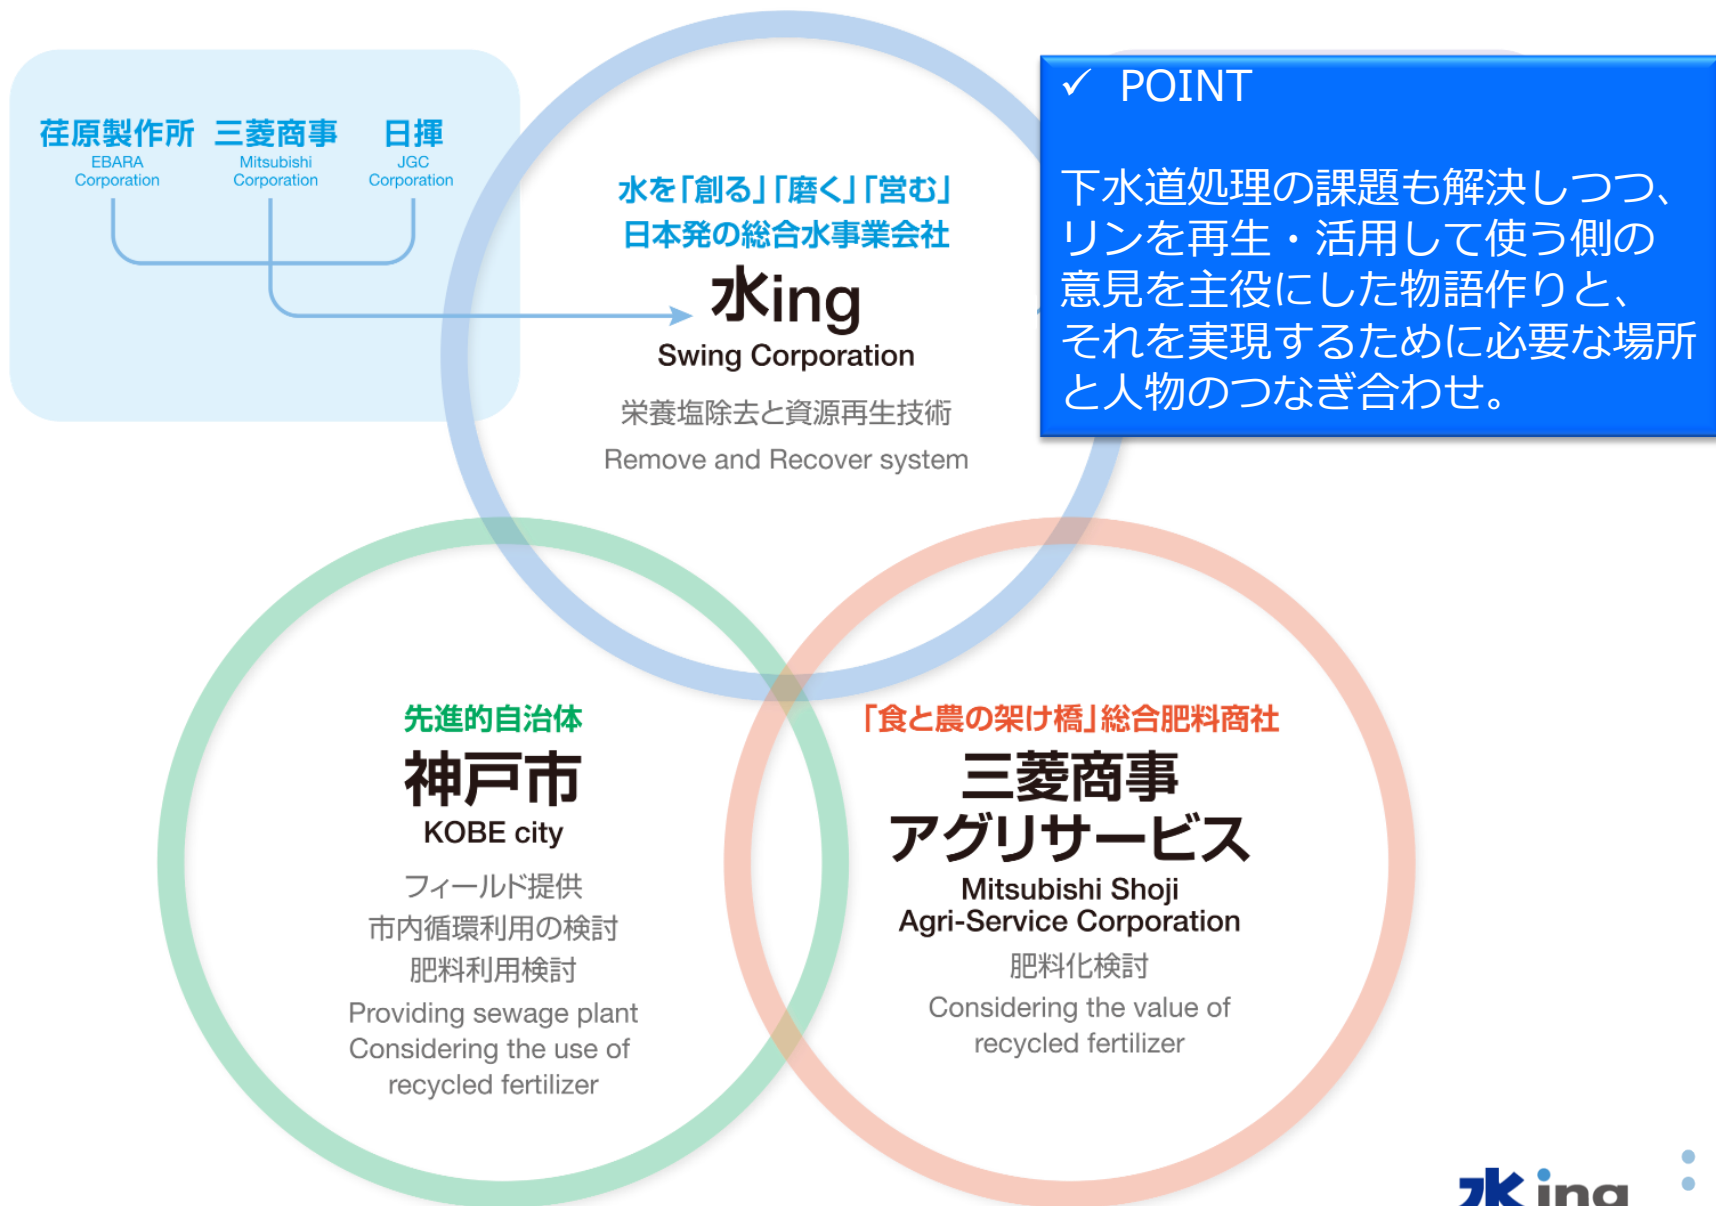 荏原製作所
EBARA
Corporation
三菱商事
Mitsubishi
Corporation
日揮
JGC
Corporation
水を「創る」「磨く」「営む」
日本発の総合水事業会社
水ing
Swing Corporation
栄養塩除去と資源再生技術
Remove and Recover system
✓ POINT
下水道処理の課題も解決しつつ、
リンを再生・活用して使う側の
意見を主役にした物語作りと、
それを実現するために必要な場所
と人物のつなぎ合わせ。
先進的自治体
神戸市
KOBE city
フィールド提供
市内循環利用の検討
肥料利用検討
Providing sewage plant
Considering the use of
recycled fertilizer
「食と農の架け橋」総合肥料商社
三菱商事
アグリサービス
Mitsubishi Shoji
Agri-Service Corporation
肥料化検討
Considering the value of
recycled fertilizer
水ing